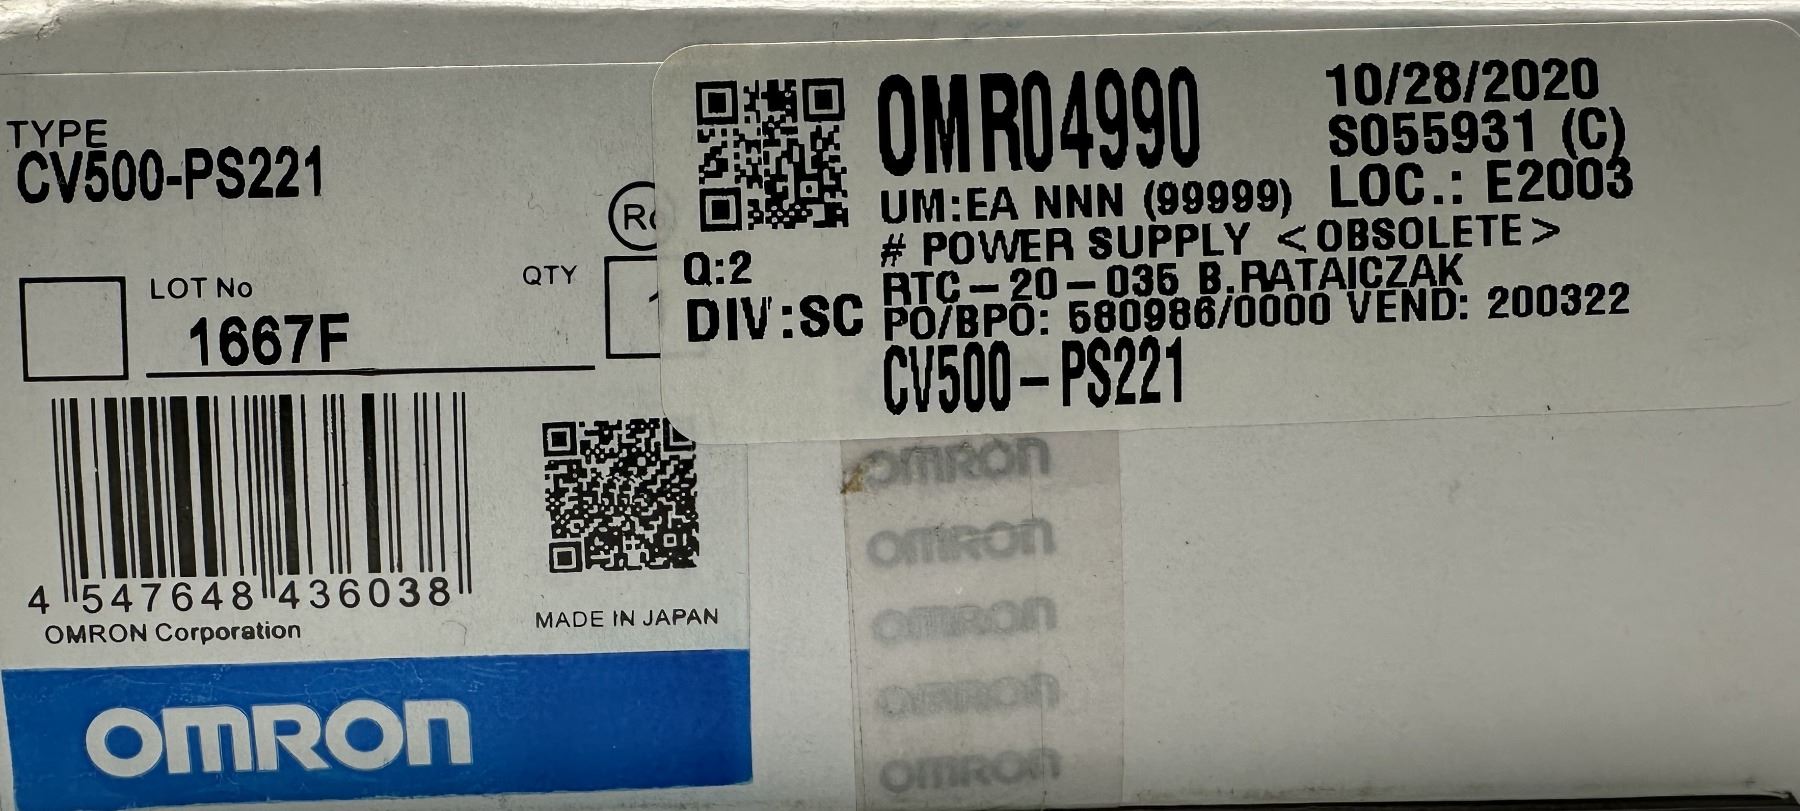 TYPE
CV500-PS221
LOT No
1667F
QTY
4 547648 436038
OMRON Corporation
MADE IN JAPAN
OMRON
OMR04990
10/28/2020
S055931 (C)
LOC.: E2003
UM:EA NNN (99999)
# POWER SUPPLY <OBSOLETE>
Q:2
RTC-20-035 B.RATAICZAK
DIV:SC
PO/BPO: 580986/0000 VEND: 200322
CV500-PS221
OMRON
OMRON
OMRON
OMRON
OMRON